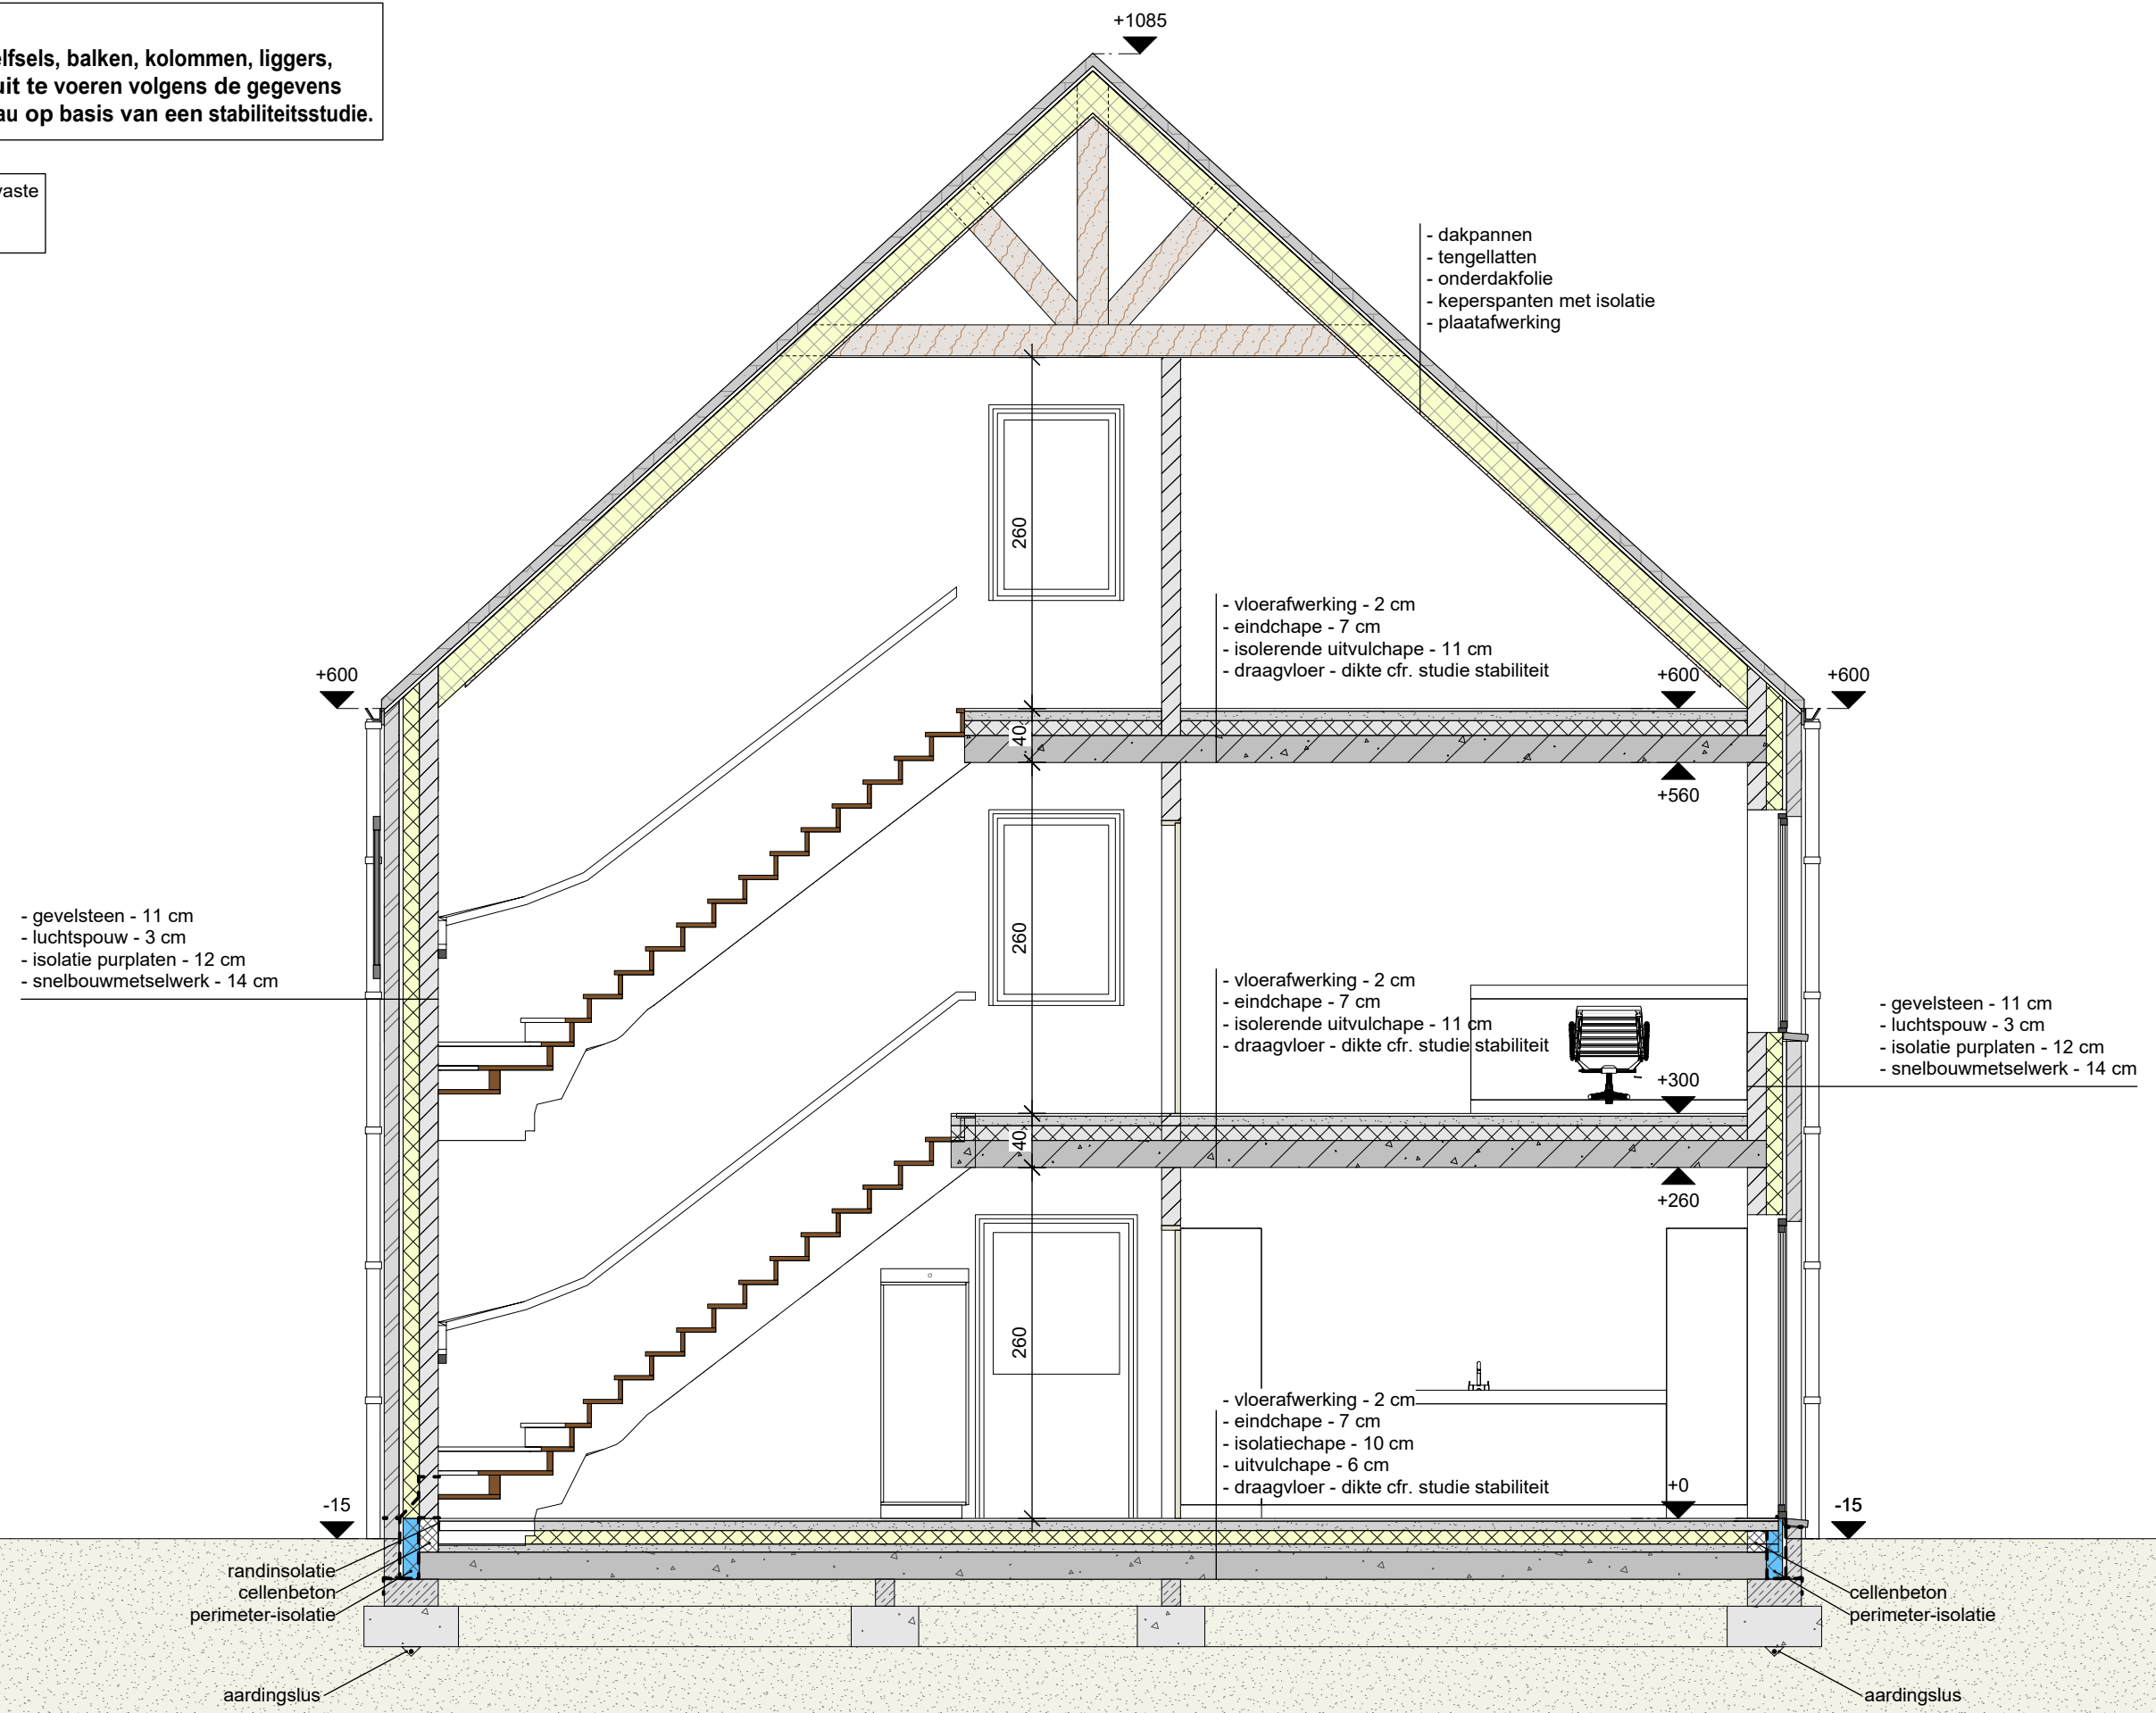 balken, kolommen, liggers,
uit te voeren volgens de gegevens
op basis van een stabiliteitsstudie.
+1085
- dakpannen
- tengellatten
- onderdakfolie
- keperspanten met isolatie
- plaatafwerking
260
- vloerafwerking - 2 cm
- eindchape - 7 cm
- isolerende uitvulchape - 11 cm
- draagvloer - dikte cfr. studie stabiliteit
+600
+600
+600
40
+560
- gevelsteen - 11 cm
- luchtspouw - 3 cm
- isolatie purplaten - 12 cm
- snelbouwmetselwerk - 14 cm
260
- vloerafwerking - 2 cm
- eindchape - 7 cm
- isolerende uitvulchape - 11 cm
- draagvloer - dikte cfr. studie stabiliteit
- gevelsteen - 11 cm
- luchtspouw - 3 cm
- isolatie purplaten - 12 cm
- snelbouwmetselwerk - 14 cm
+300
40
+260
260
- vloerafwerking - 2 cm
- eindchape - 7 cm
- isolatiechape - 10 cm
- uitvulchape - 6 cm
- draagvloer - dikte cfr. studie stabiliteit
+0
-15
-15
randinsolatie
cellenbeton
perimeter-isolatie
cellenbeton
perimeter-isolatie
aardingslus
aardingslus